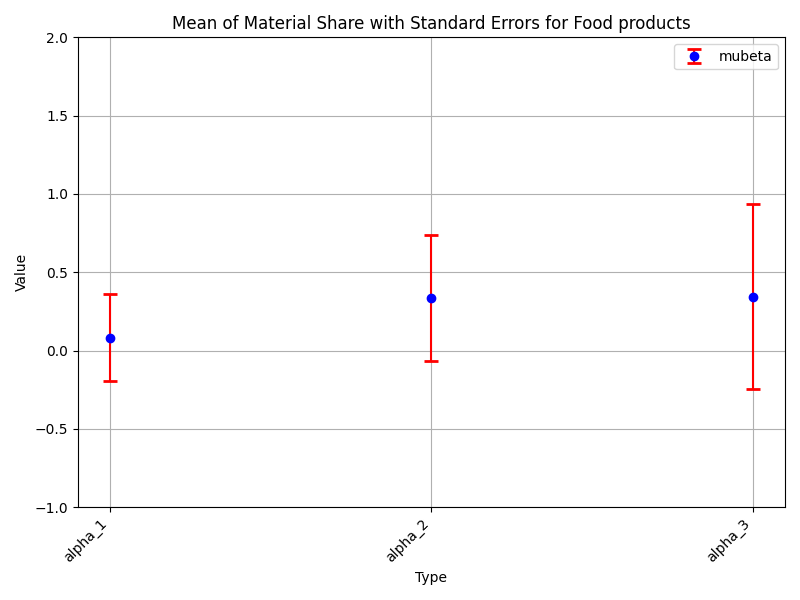 Mean of Material Share with Standard Errors for Food products
mubeta
2.0
1.5
1.0
0.5
0.0
−0.5
−1.0
Value
alpha_1
alpha_2
alpha_3
Type